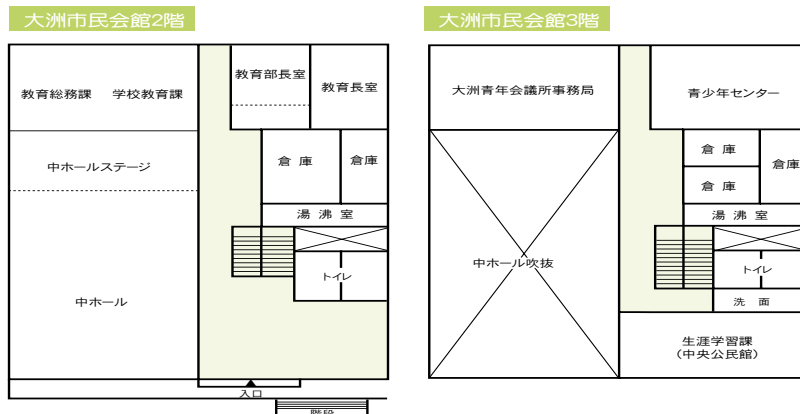 大洲市民会館2階
教育総務課 学校教育課
教育部長室
教育長室
中ホールステージ
倉庫
倉庫
湯沸室
トイレ
中ホール
入口
階段
大洲市民会館3階
大洲青年会議所事務局
青少年センター
倉庫
倉庫
倉庫
湯沸室
中ホール吹抜
トイレ
洗面
生涯学習課
(中央公民館)